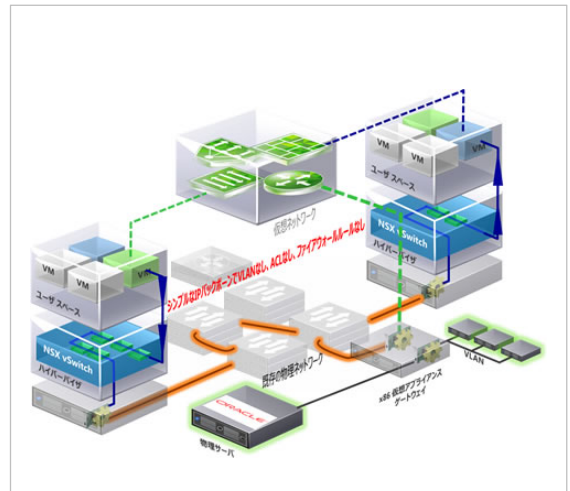 VM
VM
VM
ユーザ スペース
NSX vSwitch
ハイパーバイザ
仮想ネットワーク
シンプルなIPバックボーンでVLANなし、ACLなし、ファイアウォールルールなし
VM
VM
VM
ユーザ スペース
NSX vSwitch
ハイパーバイザ
既存の物理ネットワーク
VLAN
x86 仮想アプライアンス
ゲートウェイ
ORACLE
物理サーバ